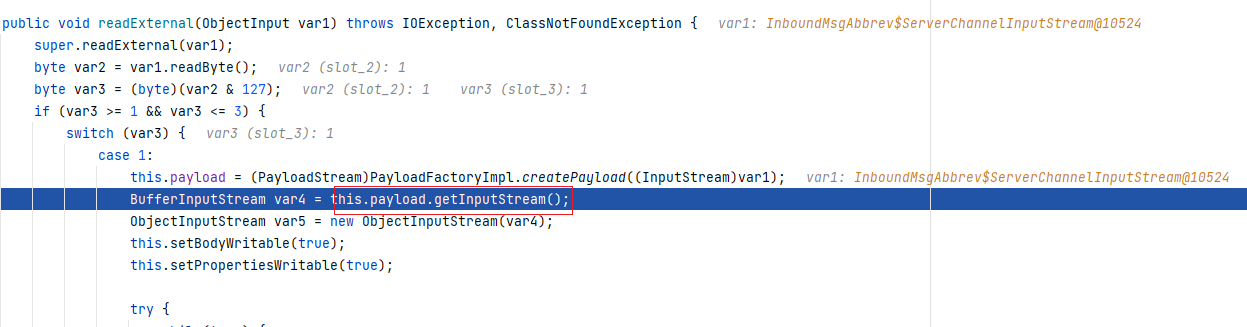 public void readExternal(ObjectInput var1) throws IOException, ClassNotFoundException {   var1: InboundMsgAbbrev$ServerChannelInputStream@10524
    super.readExternal(var1);
    byte var2 = var1.readByte();   var2 (slot_2): 1
    byte var3 = (byte)(var2 & 127);   var2 (slot_2): 1    var3 (slot_3): 1
    if (var3 >= 1 && var3 <= 3) {
        switch (var3) {   var3 (slot_3): 1
            case 1:
                this.payload = (PayloadStream)PayloadFactoryImpl.createPayload((InputStream)var1);   var1: InboundMsgAbbrev$ServerChannelInputStream@10524
                BufferInputStream var4 = this.payload.getInputStream();
                ObjectInputStream var5 = new ObjectInputStream(var4);
                this.setBodyWritable(true);
                this.setPropertiesWritable(true);
                try {